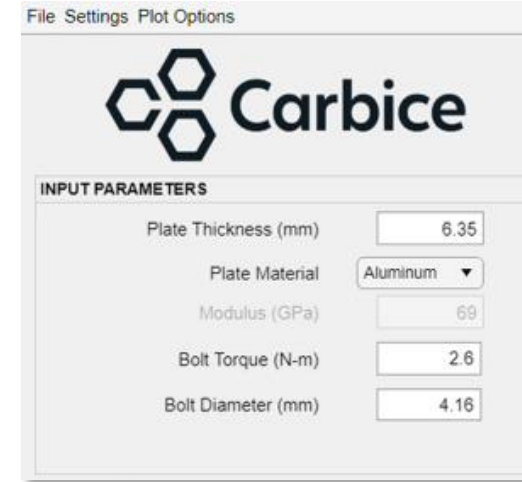 File Settings Plot Options
Carbice
INPUT PARAMETERS
Plate Thickness (mm) 6.35
Plate Material Aluminum
Modulus (GPa) 69
Bolt Torque (N-m) 2.6
Bolt Diameter (mm) 4.16